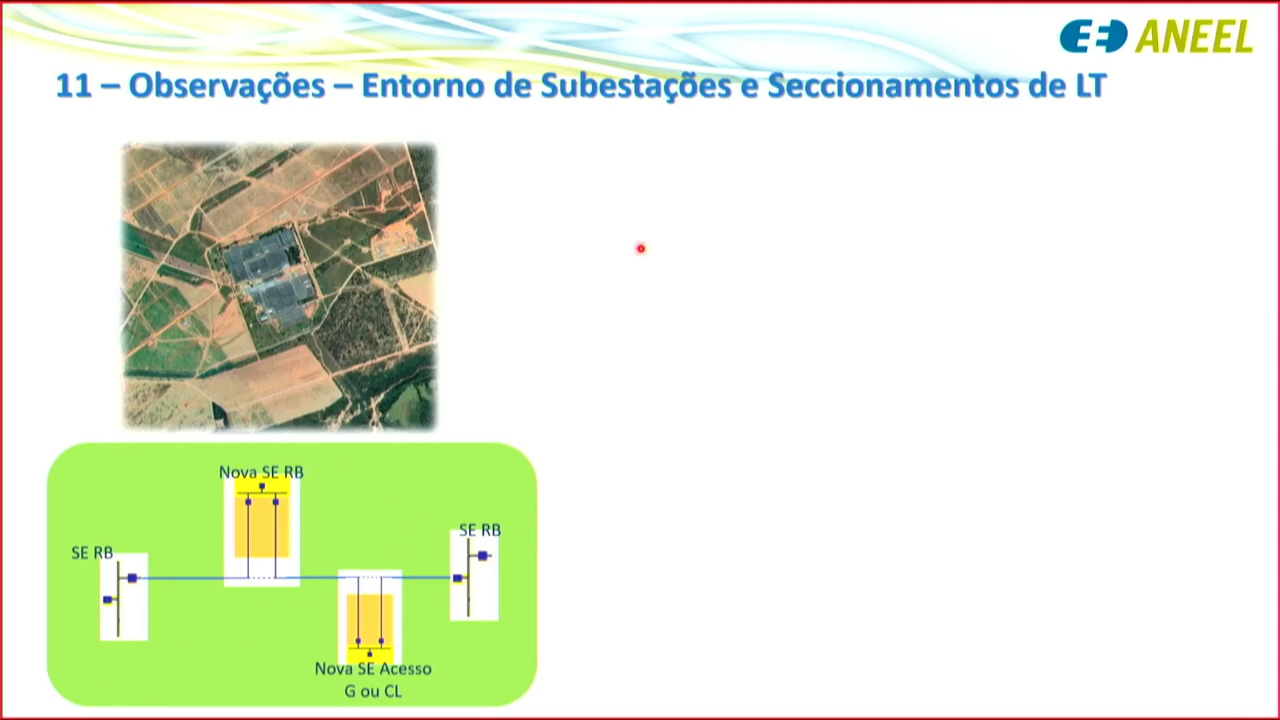 ANEEL
11 – Observações – Entorno de Subestações e Seccionamentos de LT
Nova SE RB
SE RB
SE RB
Nova SE Acesso
G ou CL